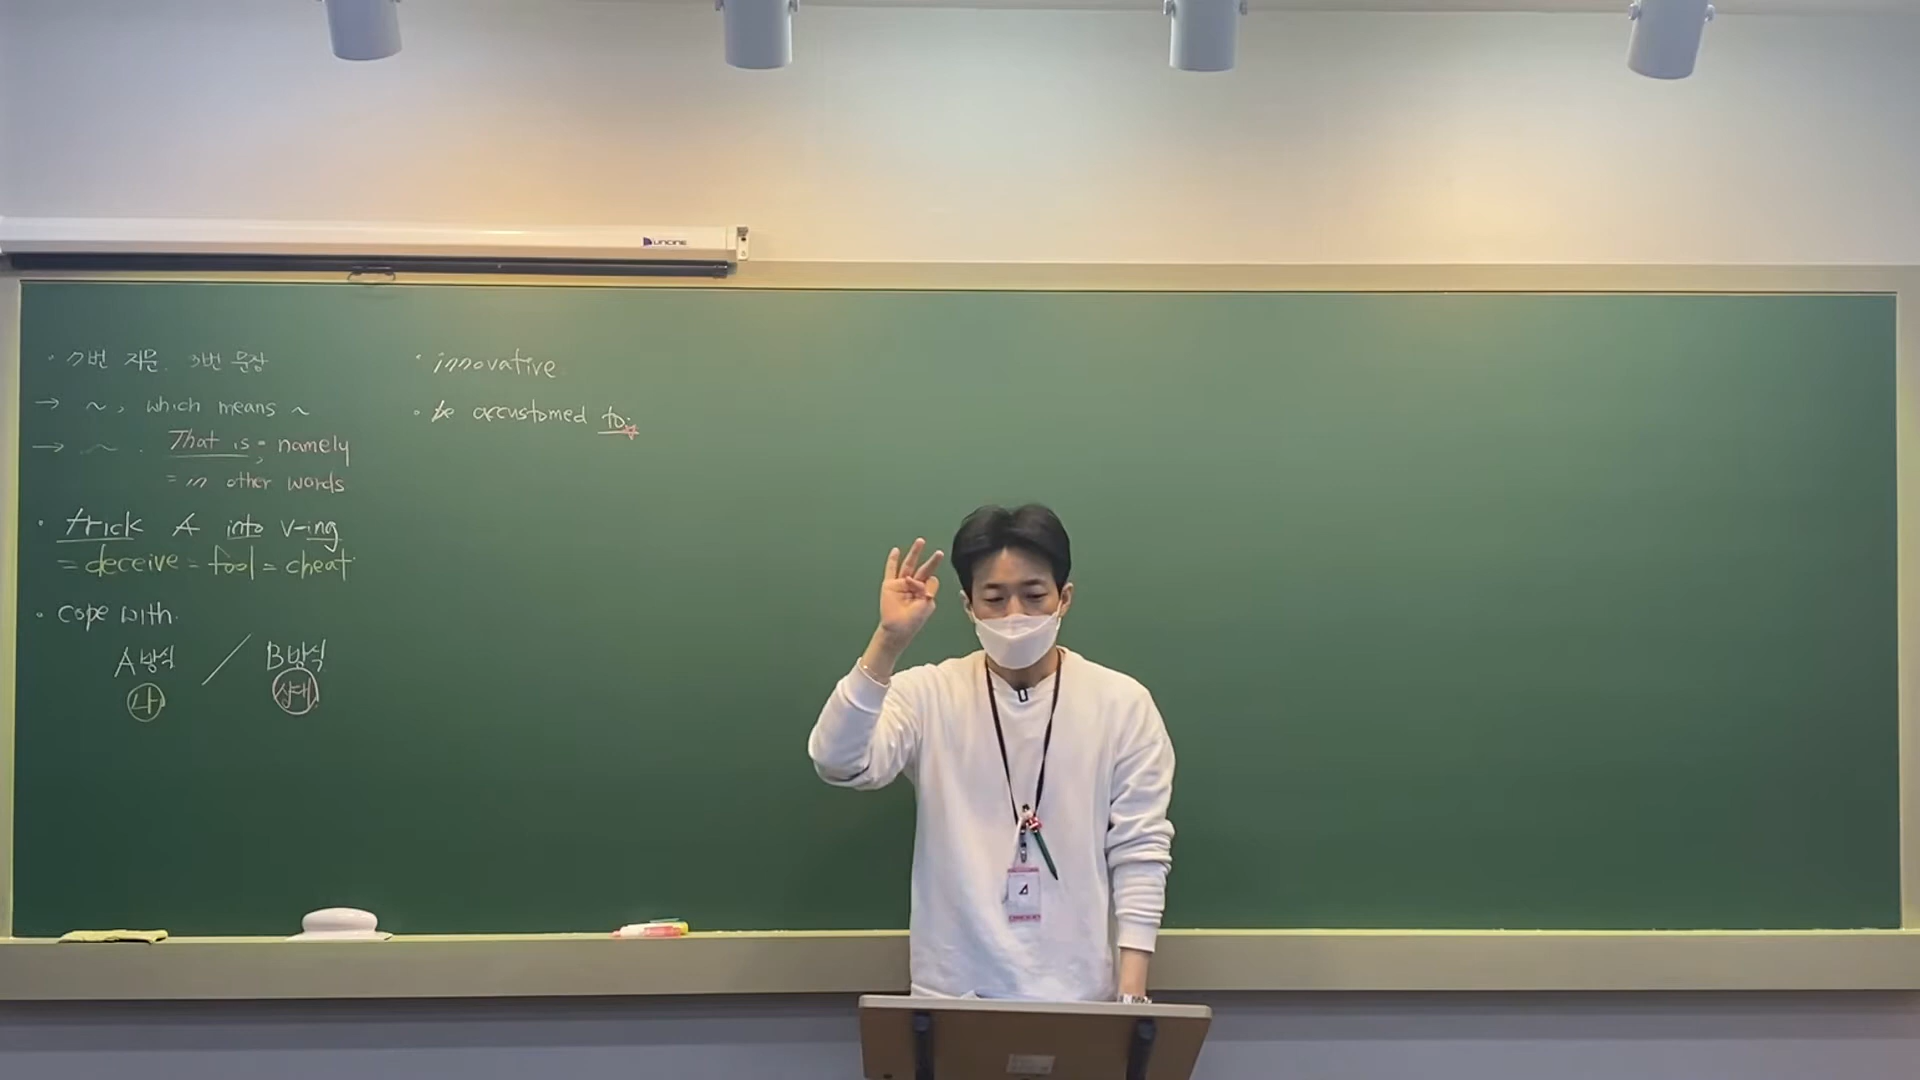 · 7번 지문. 3번 문장
→ ~, which means ~
→ ~. That is, = namely
= in other words
· trick A into v-ing
= deceive = fool = cheat
· cope with.
A방식 / B방식
나 상대
· innovative
· be accustomed to